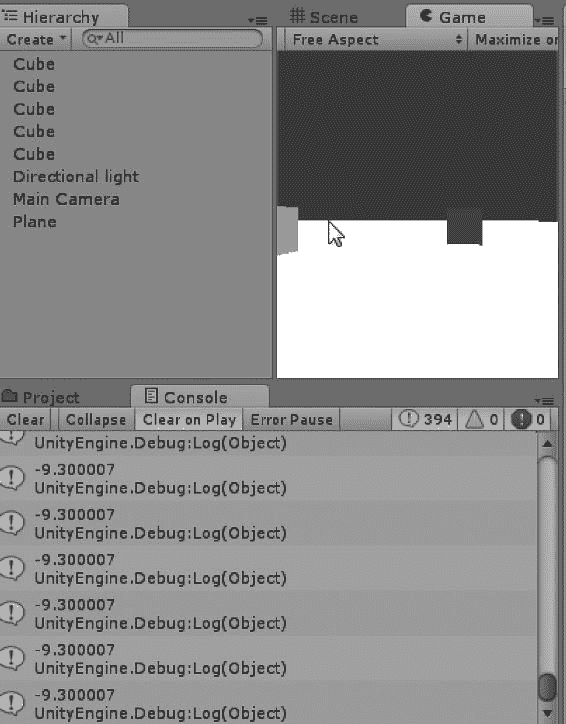 Hierarchy
Create
All
Cube
Cube
Cube
Cube
Cube
Directional light
Main Camera
Plane
Scene
Game
Free Aspect
Maximize or
Project
Console
Clear
Collapse
Clear on Play
Error Pause
394
0
0
UnityEngine.Debug:Log(Object)
-9.300007
UnityEngine.Debug:Log(Object)
-9.300007
UnityEngine.Debug:Log(Object)
-9.300007
UnityEngine.Debug:Log(Object)
-9.300007
UnityEngine.Debug:Log(Object)
-9.300007
UnityEngine.Debug:Log(Object)
-9.300007
UnityEngine.Debug:Log(Object)